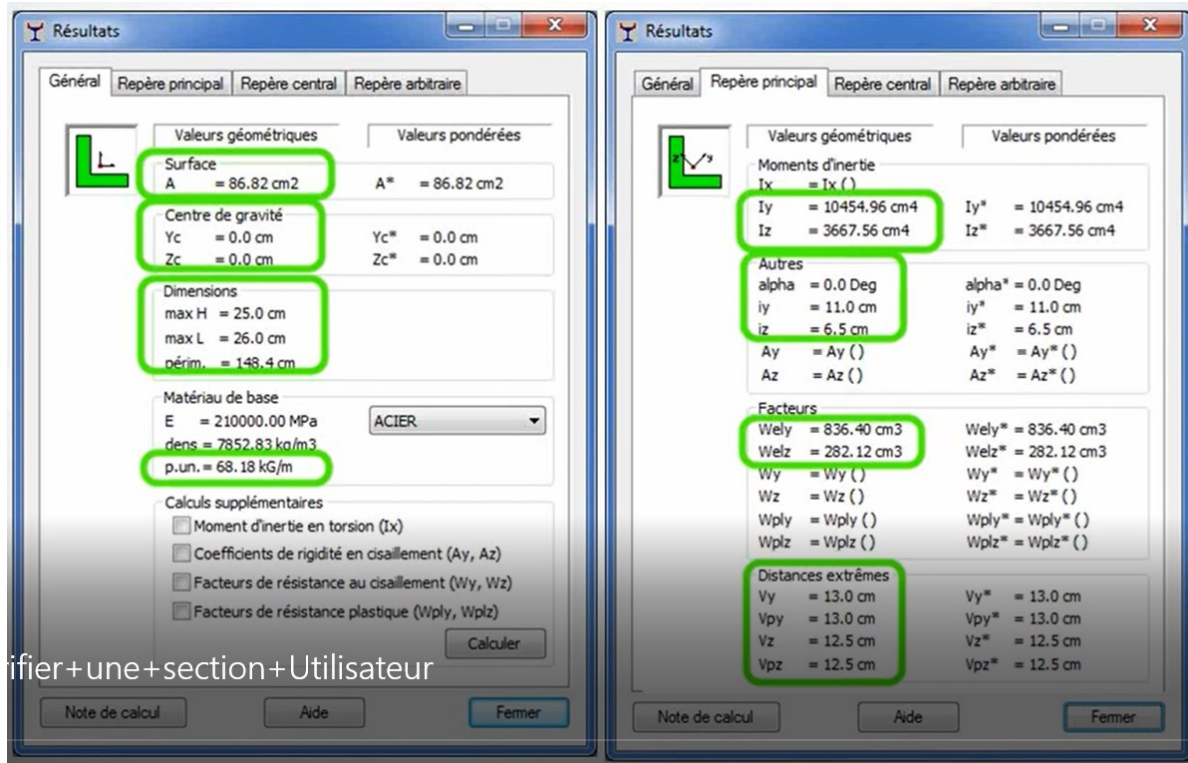 Résultats
Général Repère principal Repère central Repère arbitraire
Valeurs géométriques Valeurs pondérées
Surface
A = 86.82 cm2 A* = 86.82 cm2
Centre de gravité
Yc = 0.0 cm Yc* = 0.0 cm
Zc = 0.0 cm Zc* = 0.0 cm
Dimensions
max H = 25.0 cm
max L = 26.0 cm
périm. = 148.4 cm
Matériau de base
E = 210000.00 MPa ACIER
dens = 7852.83 kg/m3
p.un. = 68.18 kG/m
Calculs supplémentaires
Moment d'inertie en torsion (Ix)
Coefficients de rigidité en cisaillement (Ay, Az)
Facteurs de résistance au cisaillement (Wy, Wz)
Facteurs de résistance plastique (Wply, Wplz)
Calculer
ifier+une+section+Utilisateur
Note de calcul Aide Fermer
Résultats
Général Repère principal Repère central Repère arbitraire
z y
Valeurs géométriques Valeurs pondérées
Moments d'inertie
Ix = Ix ()
Iy = 10454.96 cm4 Iy* = 10454.96 cm4
Iz = 3667.56 cm4 Iz* = 3667.56 cm4
Autres
alpha = 0.0 Deg alpha* = 0.0 Deg
iy = 11.0 cm iy* = 11.0 cm
iz = 6.5 cm iz* = 6.5 cm
Ay = Ay () Ay* = Ay* ()
Az = Az () Az* = Az* ()
Facteurs
Wely = 836.40 cm3 Wely* = 836.40 cm3
Welz = 282.12 cm3 Welz* = 282.12 cm3
Wy = Wy () Wy* = Wy* ()
Wz = Wz () Wz* = Wz* ()
Wply = Wply () Wply* = Wply* ()
Wplz = Wplz () Wplz* = Wplz* ()
Distances extrêmes
Vy = 13.0 cm Vy* = 13.0 cm
Vpy = 13.0 cm Vpy* = 13.0 cm
Vz = 12.5 cm Vz* = 12.5 cm
Vpz = 12.5 cm Vpz* = 12.5 cm
Note de calcul Aide Fermer